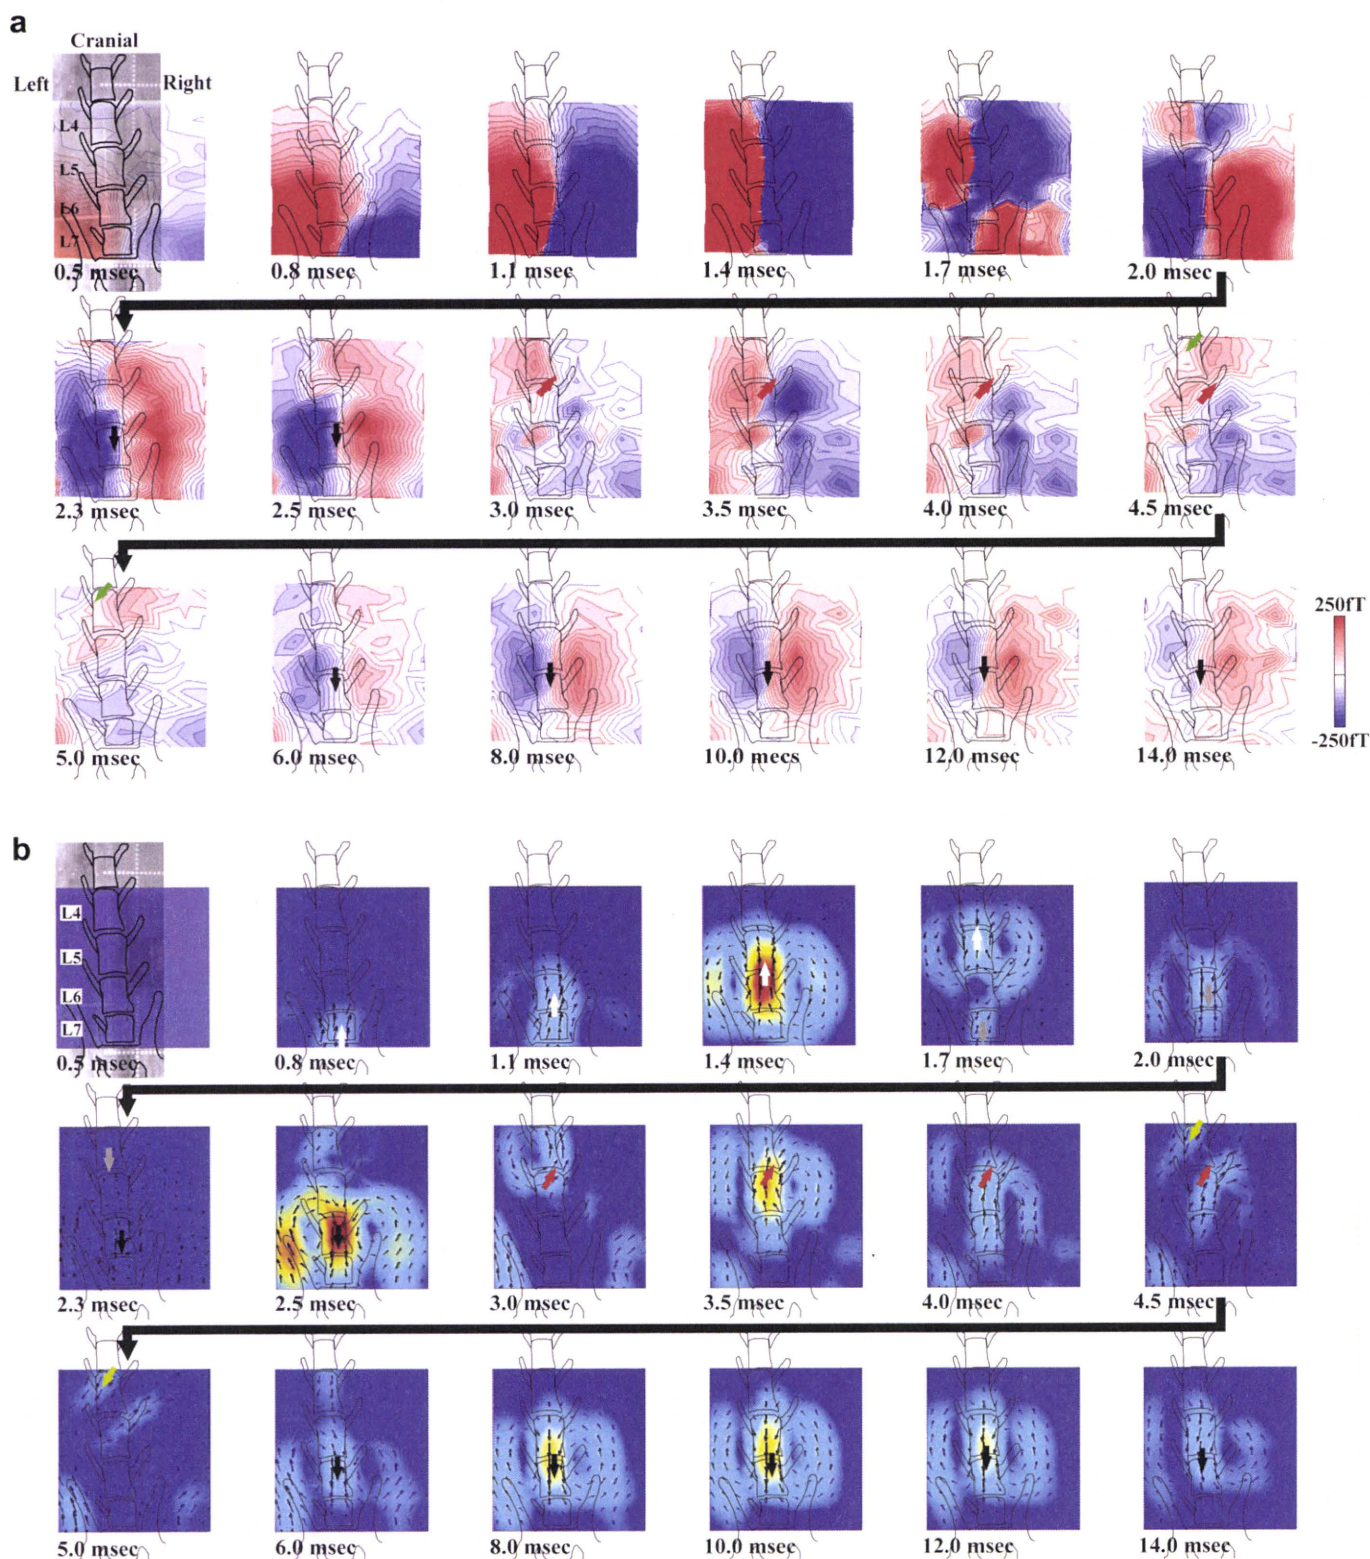 a
Cranial
Left Right
L4
L5
L6
L7
0.5 msec 0.8 msec 1.1 msec 1.4 msec 1.7 msec 2.0 msec
2.3 msec 2.5 msec 3.0 msec 3.5 msec 4.0 msec 4.5 msec
250fT
-250fT
5.0 msec 6.0 msec 8.0 msec 10.0 mecs 12.0 msec 14.0 msec
b
L4
L5
L6
L7
0.5 msec 0.8 msec 1.1 msec 1.4 msec 1.7 msec 2.0 msec
2.3 msec 2.5 msec 3.0 msec 3.5 msec 4.0 msec 4.5 msec
5.0 msec 6.0 msec 8.0 msec 10.0 msec 12.0 msec 14.0 msec